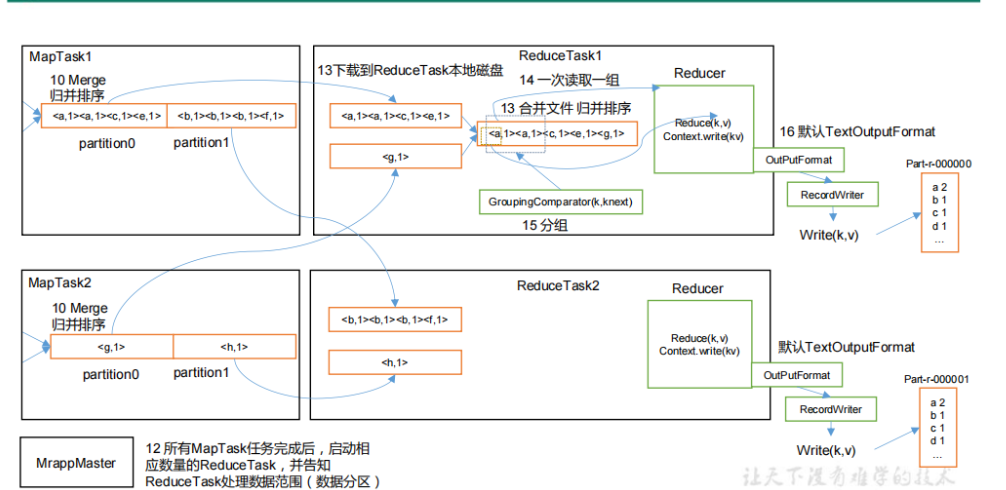 MapTask1
10 Merge
归并排序
<a,1><a,1><c,1><e,1>
<b,1><b,1><b,1><f,1>
partition0
partition1
ReduceTask1
13下载到ReduceTask本地磁盘
14 一次读取一组
Reducer
<a,1><a,1><c,1><e,1>
13 合并文件 归并排序
<a,1><a,1><c,1><e,1><g,1>
<g,1>
Reduce(k,v)
Context.write(kv)
GroupingComparator(k,knext)
15 分组
16 默认TextOutputFormat
OutPutFormat
RecordWriter
Write(k,v)
Part-r-000000
a 2
b 1
c 1
d 1
...
MapTask2
10 Merge
归并排序
<g,1>
<h,1>
partition0
partition1
ReduceTask2
<b,1><b,1><b,1><f,1>
<h,1>
Reducer
Reduce(k,v)
Context.write(kv)
默认TextOutputFormat
OutPutFormat
RecordWriter
Write(k,v)
Part-r-000001
a 2
b 1
c 1
d 1
...
MrappMaster
12 所有MapTask任务完成后，启动相
应数量的ReduceTask，并告知
ReduceTask处理数据范围（数据分区）
让天下没有难学的技术